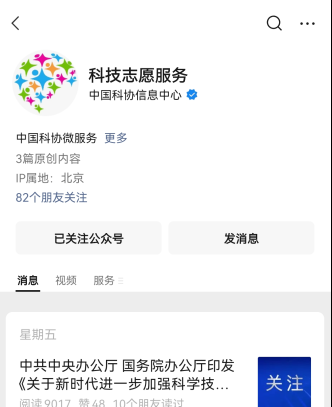 科技志愿服务
中国科协信息中心
中国科协微服务 更多
3篇原创内容
IP属地：北京
82个朋友关注
已关注公众号 发消息
消息 视频 服务
星期五
中共中央办公厅 国务院办公厅印发
《关于新时代进一步加强科学技...
关注
阅读9017 赞48 10个朋友读过